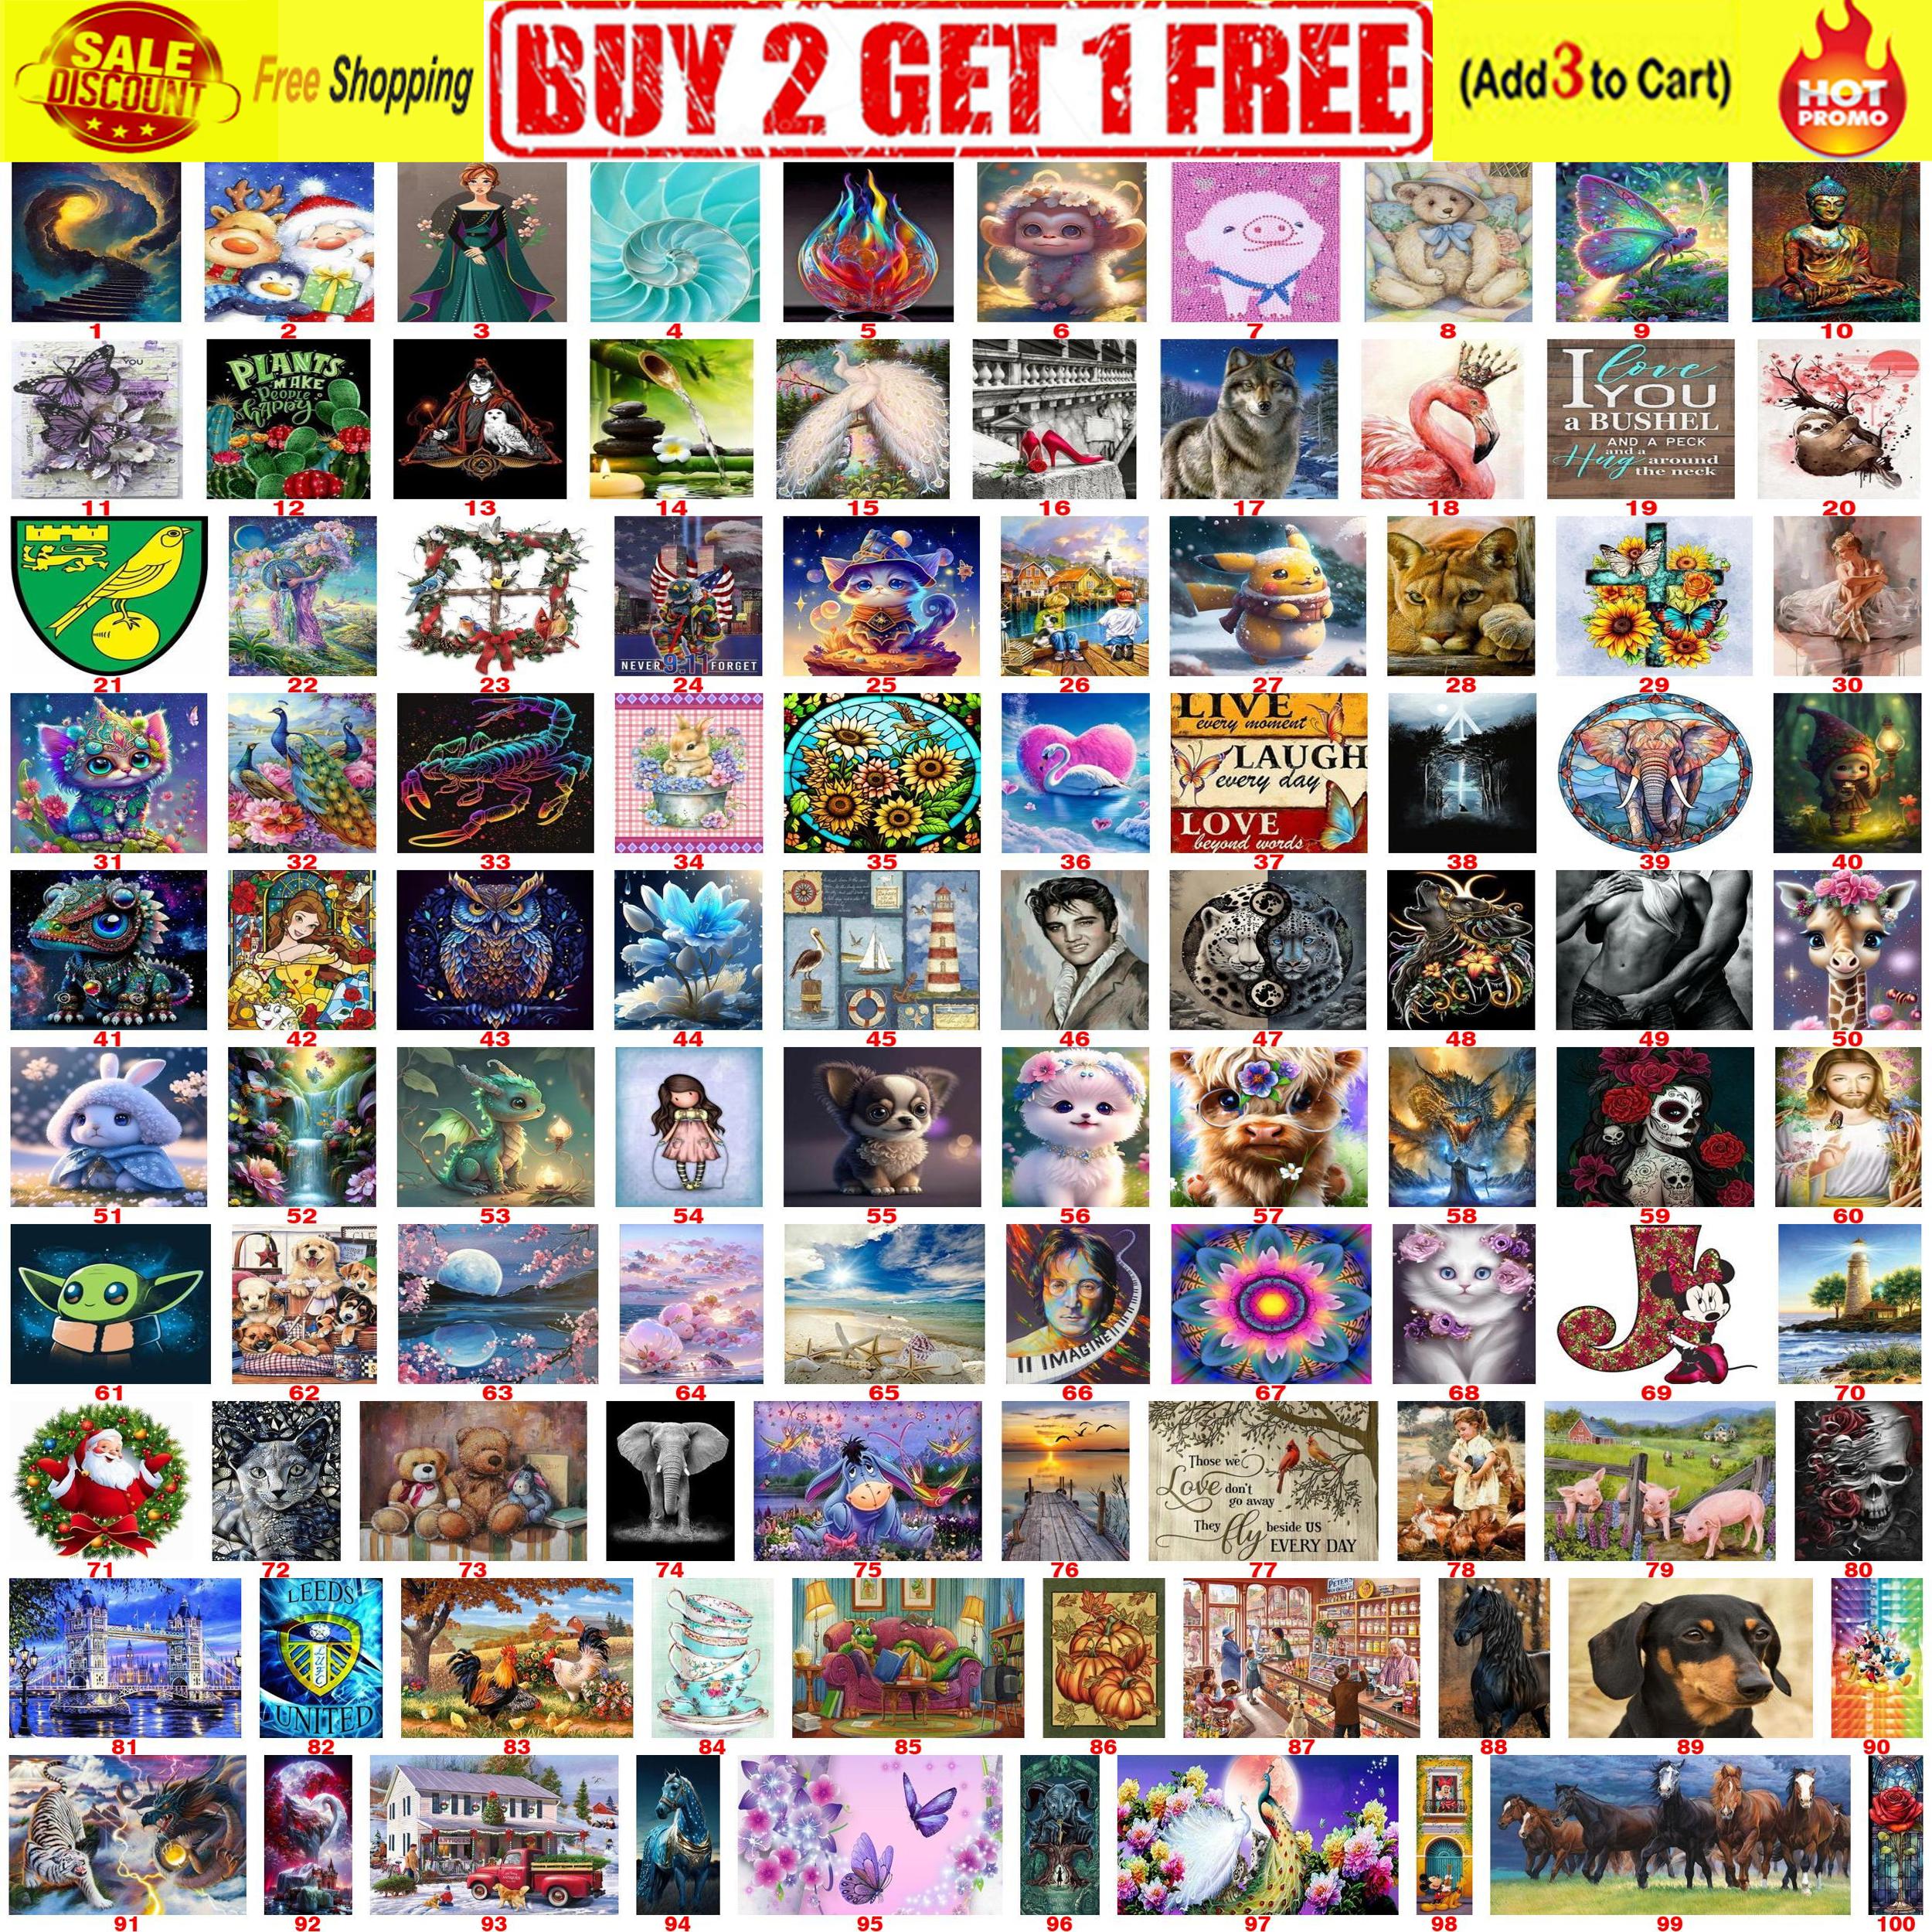 SALE
DISCOUNT
Free Shopping
BUY 2 GET 1 FREE
(Add 3 to Cart)
HOT
PROMO
1 2 3 4 5 6 7 8 9 10
YOU
PLANTS
MAKE
PEOPLE
HAPPY
I love
YOU
a BUSHEL
AND A PECK
and a
Hug around
the neck
11 12 13 14 15 16 17 18 19 20
NEVER 9-11 FORGET
21 22 23 24 25 26 27 28 29 30
LIVE
every moment
LAUGH
every day
LOVE
beyond words
31 32 33 34 35 36 37 38 39 40
41 42 43 44 45 46 47 48 49 50
51 52 53 54 55 56 57 58 59 60
IMAGINE
J
61 62 63 64 65 66 67 68 69 70
Those we
Love don't
go away
They fly beside US
EVERY DAY
71 72 73 74 75 76 77 78 79 80
LEEDS
LUFC
UNITED
PETER'S
81 82 83 84 85 86 87 88 89 90
ANTIQUES
91 92 93 94 95 96 97 98 99 100